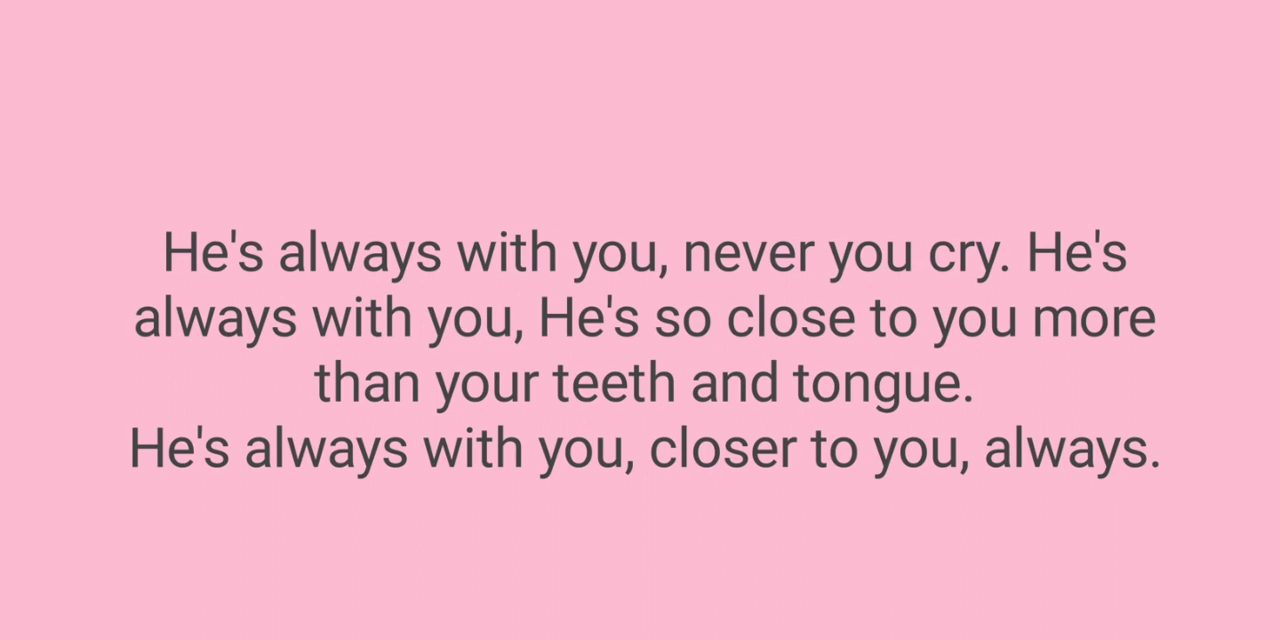 He's always with you, never you cry. He's
always with you, He's so close to you more
than your teeth and tongue.
He's always with you, closer to you, always.